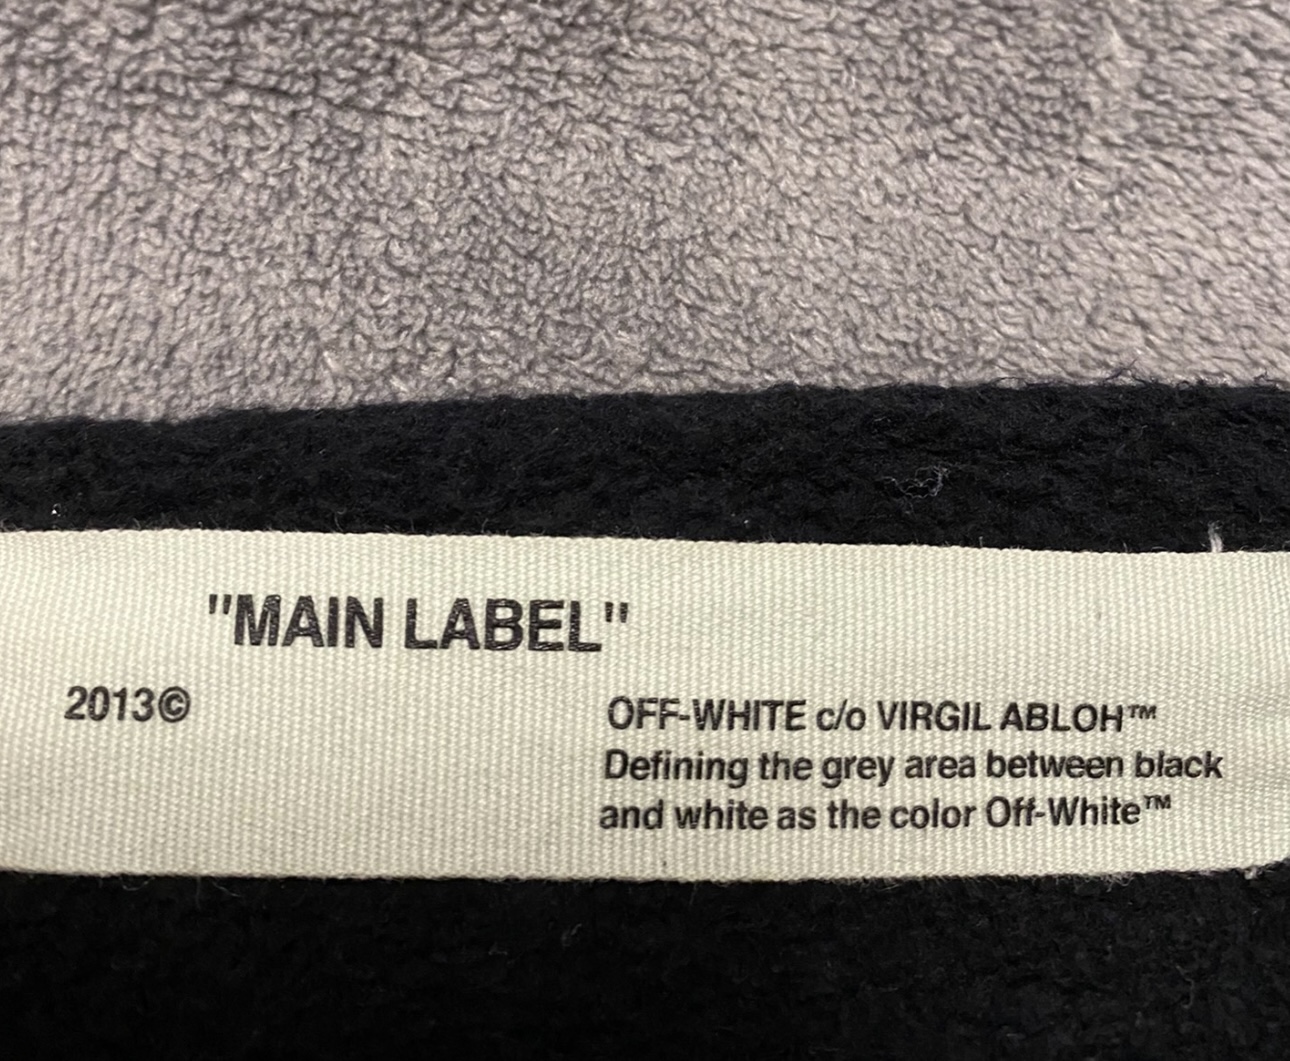 "MAIN LABEL"
2013©
OFF-WHITE c/o VIRGIL ABLOH™
Defining the grey area between black
and white as the color Off-White™